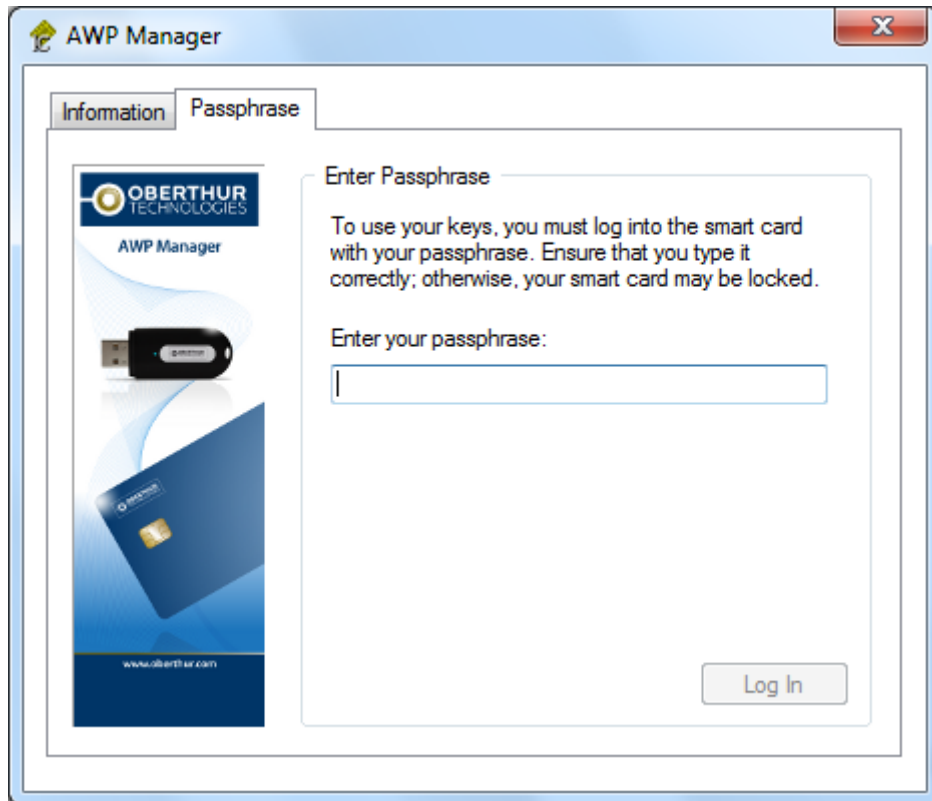 AWP Manager
Information
Passphrase
OBERTHUR
TECHNOLOGIES
AWP Manager
www.oberthur.com
Enter Passphrase
To use your keys, you must log into the smart card
with your passphrase. Ensure that you type it
correctly; otherwise, your smart card may be locked.
Enter your passphrase:
Log In